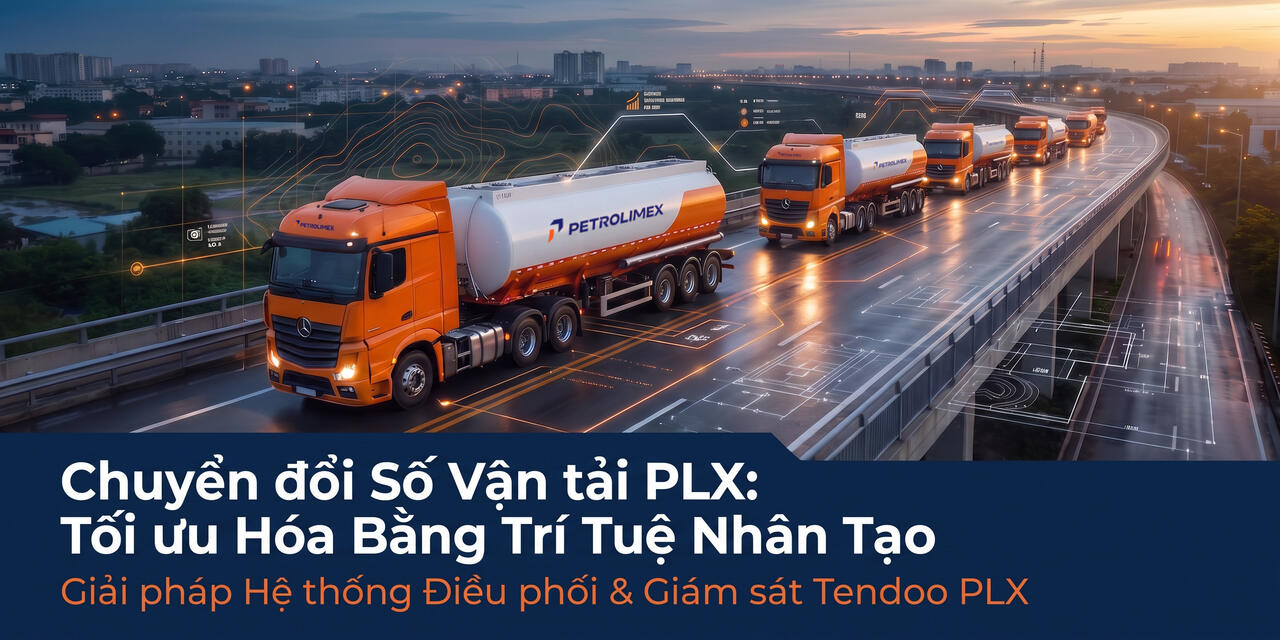 PETROLIMEX
PETROLIMEX
PETROLIMEX
Chuyển đổi Số Vận tải PLX:
Tối ưu Hóa Bằng Trí Tuệ Nhân Tạo
Giải pháp Hệ thống Điều phối & Giám sát Tendoo PLX